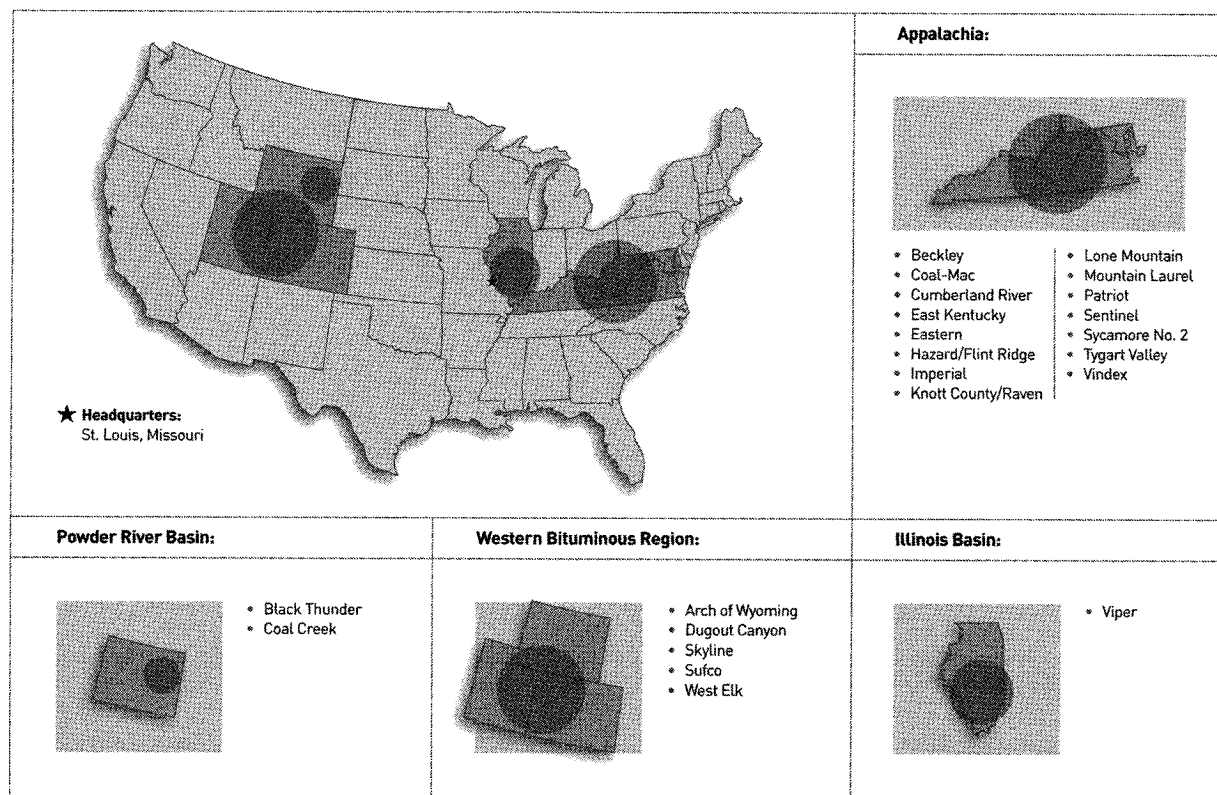 Appalachia:
• Beckley
• Coal-Mac
• Cumberland River
• East Kentucky
• Eastern
• Hazard/Flint Ridge
• Imperial
• Knott County/Raven
• Lone Mountain
• Mountain Laurel
• Patriot
• Sentinel
• Sycamore No. 2
• Tygart Valley
• Vindex
★ Headquarters:
St. Louis, Missouri
Powder River Basin:
• Black Thunder
• Coal Creek
Western Bituminous Region:
• Arch of Wyoming
• Dugout Canyon
• Skyline
• Sufco
• West Elk
Illinois Basin:
• Viper